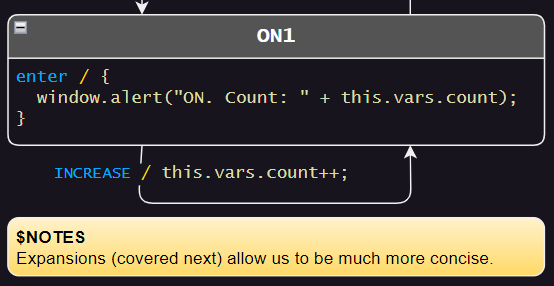 ON1
enter / {
  window.alert("ON. Count: " + this.vars.count);
}
INCREASE / this.vars.count++;
$NOTES
Expansions (covered next) allow us to be much more concise.